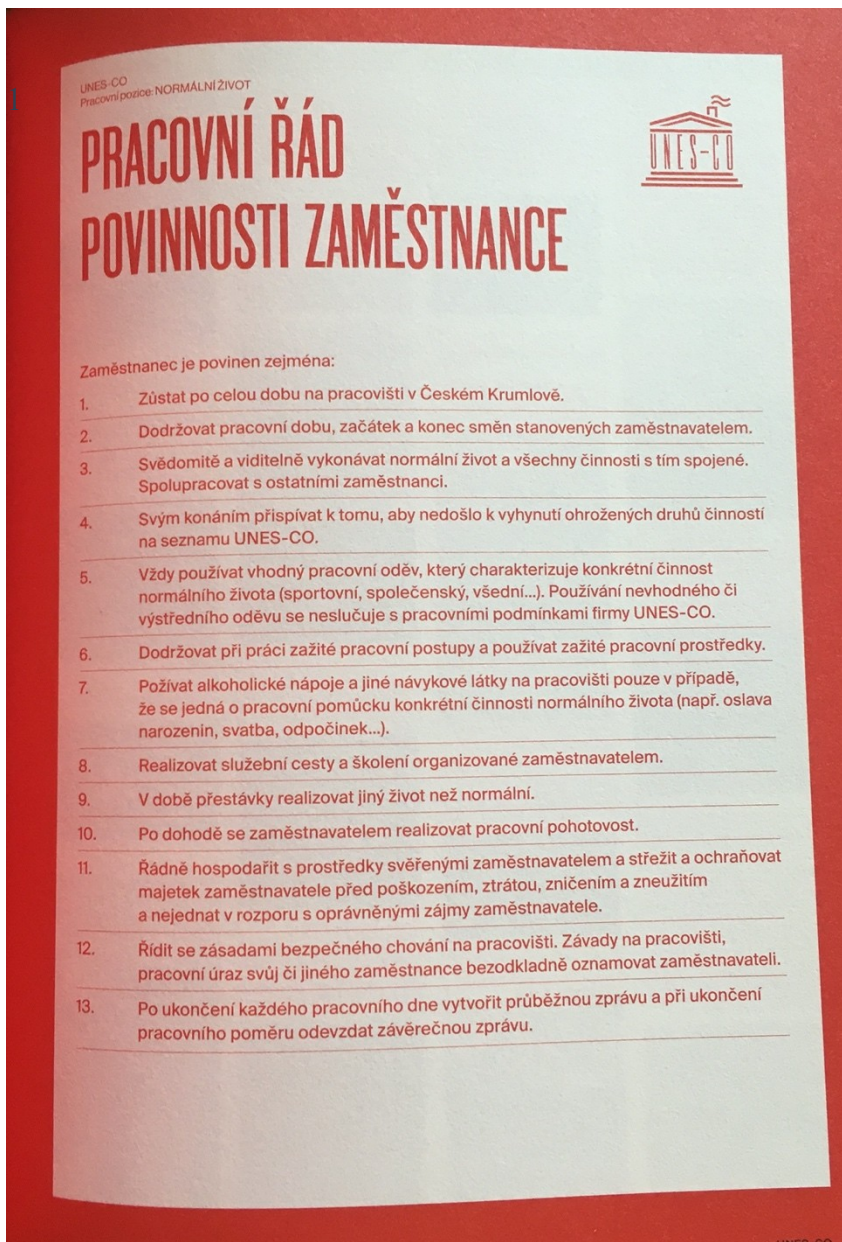 UNES-CO
Pracovní pozice: NORMÁLNÍ ŽIVOT
PRACOVNÍ ŘÁD
POVINNOSTI ZAMĚSTNANCE
UNES-CO
Zaměstnanec je povinen zejména:
1. Zůstat po celou dobu na pracovišti v Českém Krumlově.
2. Dodržovat pracovní dobu, začátek a konec směn stanovených zaměstnavatelem.
3. Svědomitě a viditelně vykonávat normální život a všechny činnosti s tím spojené.
Spolupracovat s ostatními zaměstnanci.
4. Svým konáním přispívat k tomu, aby nedošlo k vyhynutí ohrožených druhů činností
na seznamu UNES-CO.
5. Vždy používat vhodný pracovní oděv, který charakterizuje konkrétní činnost
normálního života (sportovní, společenský, všední...). Používání nevhodného či
výstředního oděvu se neslučuje s pracovními podmínkami firmy UNES-CO.
6. Dodržovat při práci zažité pracovní postupy a používat zažité pracovní prostředky.
7. Požívat alkoholické nápoje a jiné návykové látky na pracovišti pouze v případě,
že se jedná o pracovní pomůcku konkrétní činnosti normálního života (např. oslava
narozenin, svatba, odpočinek...).
8. Realizovat služební cesty a školení organizované zaměstnavatelem.
9. V době přestávky realizovat jiný život než normální.
10. Po dohodě se zaměstnavatelem realizovat pracovní pohotovost.
11. Řádně hospodařit s prostředky svěřenými zaměstnavatelem a střežit a ochraňovat
majetek zaměstnavatele před poškozením, ztrátou, zničením a zneužitím
a nejednat v rozporu s oprávněnými zájmy zaměstnavatele.
12. Řídit se zásadami bezpečného chování na pracovišti. Závady na pracovišti,
pracovní úraz svůj či jiného zaměstnance bezodkladně oznamovat zaměstnavateli.
13. Po ukončení každého pracovního dne vytvořit průběžnou zprávu a při ukončení
pracovního poměru odevzdat závěrečnou zprávu.